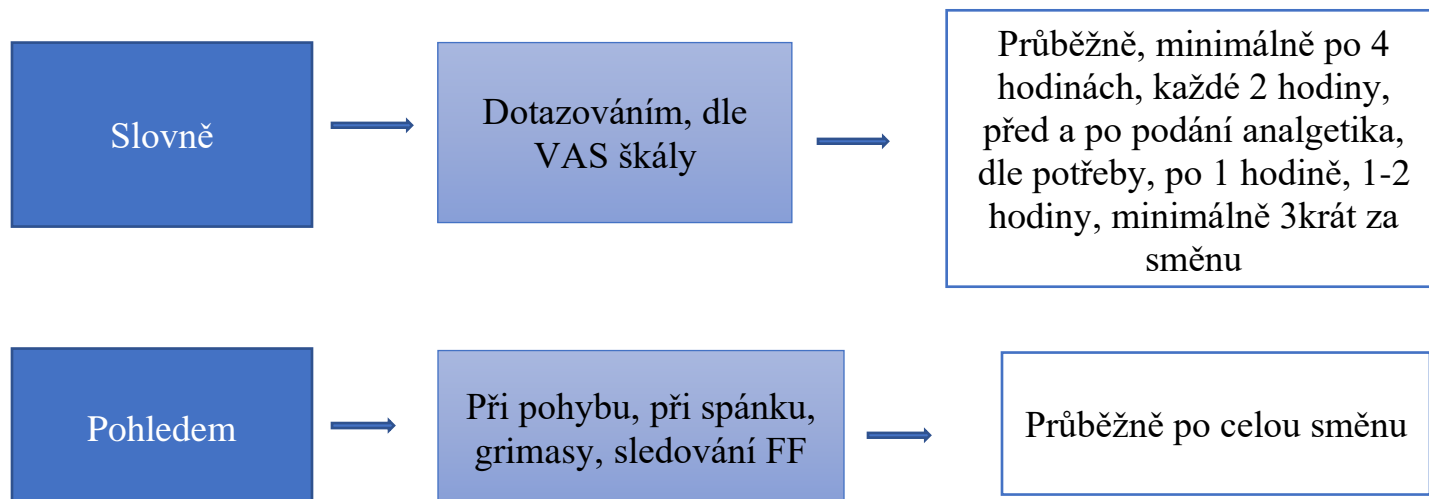 Slovně
Dotazováním, dle
VAS škály
Průběžně, minimálně po 4
hodinách, každé 2 hodiny,
před a po podání analgetika,
dle potřeby, po 1 hodině, 1-2
hodiny, minimálně 3krát za
směnu
Pohledem
Při pohybu, při spánku,
grimasy, sledování FF
Průběžně po celou směnu